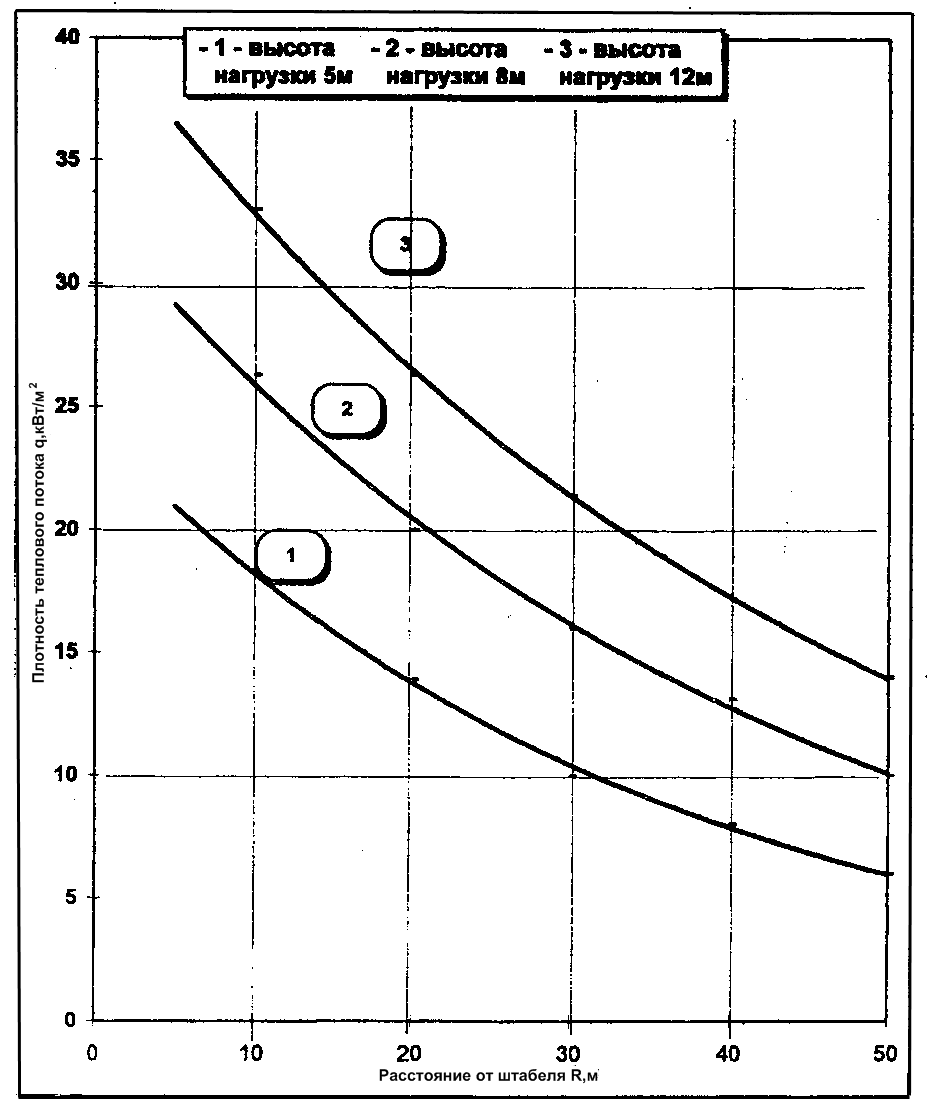 - 1 - высота - 2 - высота - 3 - высота
нагрузки 5м нагрузки 8м нагрузки 12м
40
35
30
25
20
15
10
5
0
Плотность теплового потока q,кВт/м²
3
2
1
0 10 20 30 40 50
Расстояние от штабеля R,м